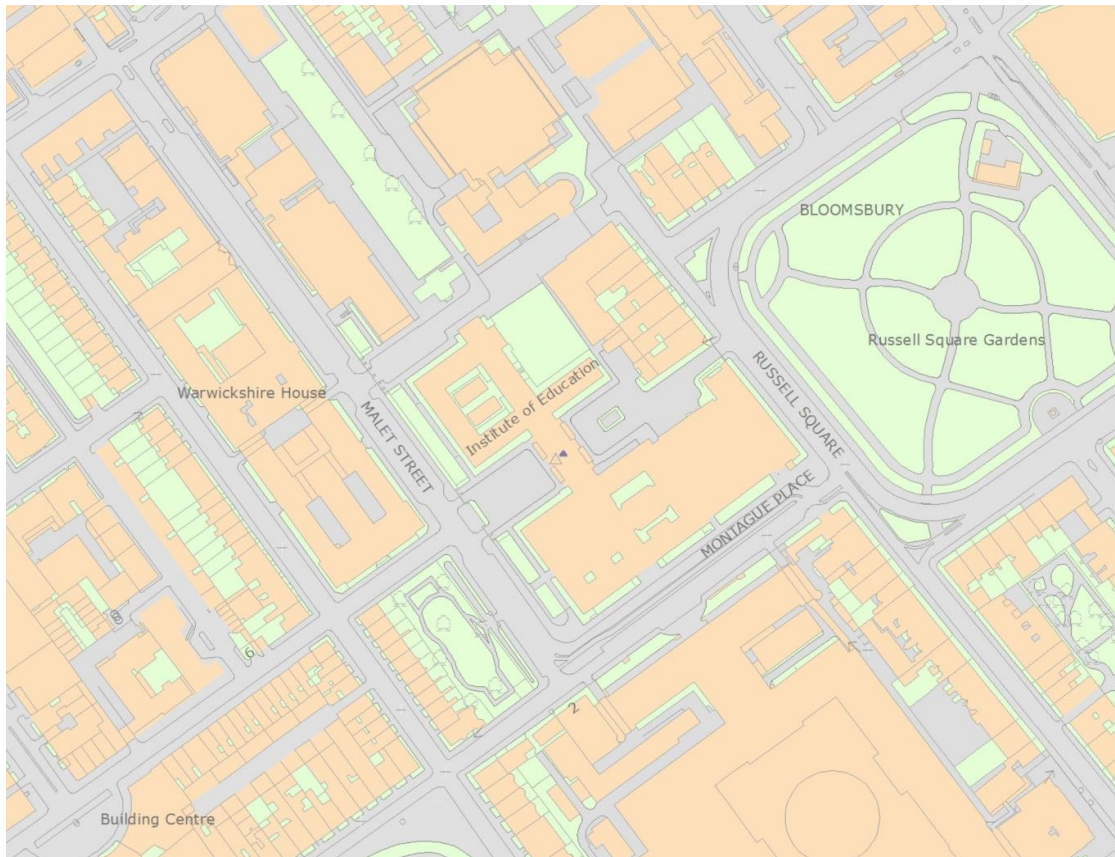 BLOOMSBURY
Russell Square Gardens
RUSSELL SQUARE
Warwickshire House
Institute of Education
MALET STREET
MONTAGUE PLACE
6
2
Building Centre